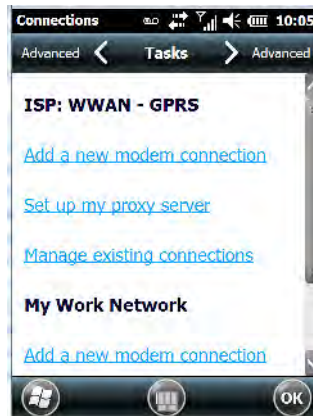 Connections 10:05
Advanced Tasks Advanced
ISP: WWAN - GPRS
Add a new modem connection
Set up my proxy server
Manage existing connections
My Work Network
Add a new modem connection
OK